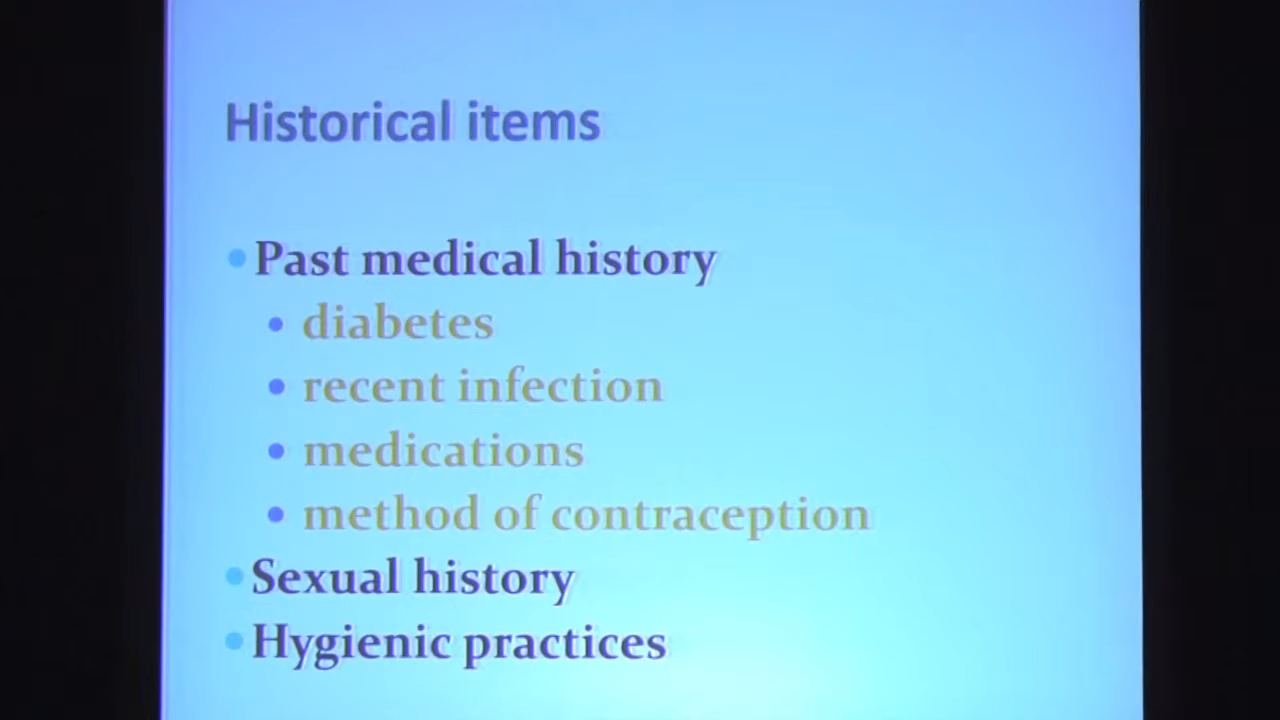 Historical items
• Past medical history
• diabetes
• recent infection
• medications
• method of contraception
• Sexual history
• Hygienic practices